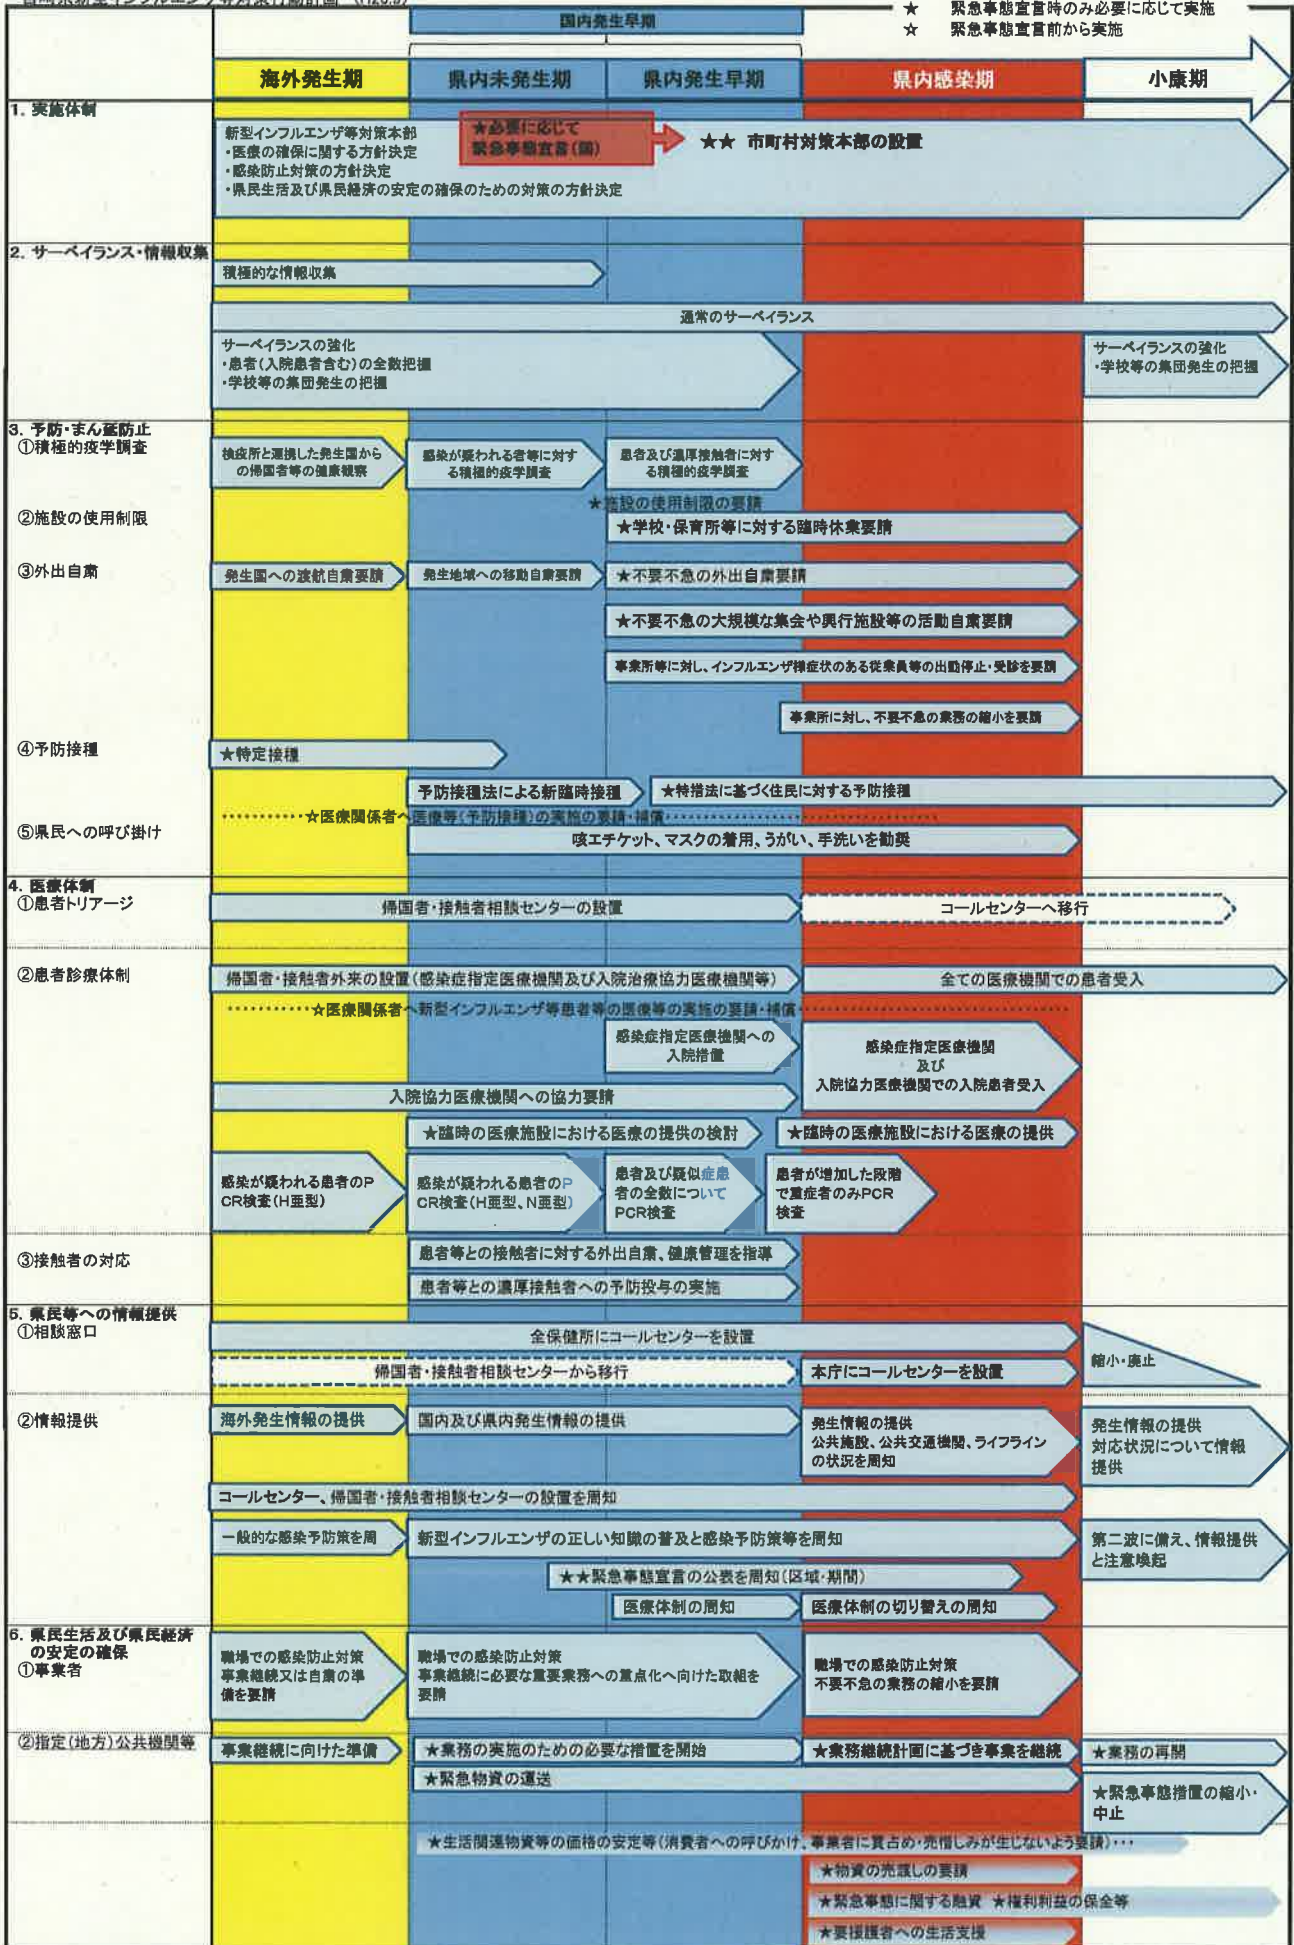 国内発生早期
★ 緊急事態宣言時のみ必要に応じて実施
☆ 緊急事態宣言前から実施
海外発生期
県内未発生期
県内発生早期
県内感染期
小康期
1. 実施体制
新型インフルエンザ等対策本部
・医療の確保に関する方針決定
・感染防止対策の方針決定
・県民生活及び県民経済の安定の確保のための対策の方針決定
★必要に応じて
緊急事態宣言(国)
★★ 市町村対策本部の設置
2. サーベイランス・情報収集
積極的な情報収集
通常のサーベイランス
サーベイランスの強化
・患者(入院患者含む)の全数把握
・学校等の集団発生の把握
サーベイランスの強化
・学校等の集団発生の把握
3. 予防・まん延防止
①積極的疫学調査
検疫所と連携した発生国から
の帰国者等の健康観察
感染が疑われる者等に対す
る積極的疫学調査
患者及び濃厚接触者に対す
る積極的疫学調査
★施設の使用制限の要請
②施設の使用制限
★学校・保育所等に対する臨時休業要請
③外出自粛
発生国への渡航自粛要請
発生地域への移動自粛要請
★不要不急の外出自粛要請
★不要不急の大規模な集会や興行施設等の活動自粛要請
事業所等に対し、インフルエンザ様症状のある従業員等の出勤停止・受診を要請
事業所に対し、不要不急の業務の縮小を要請
④予防接種
★特定接種
予防接種法による新臨時接種
★特措法に基づく住民に対する予防接種
‥‥‥‥‥☆医療関係者へ医療等(予防接種)の実施の要請・補償‥‥‥‥‥
⑤県民への呼び掛け
咳エチケット、マスクの着用、うがい、手洗いを勧奨
4. 医療体制
①患者トリアージ
帰国者・接触者相談センターの設置
コールセンターへ移行
②患者診療体制
帰国者・接触者外来の設置(感染症指定医療機関及び入院治療協力医療機関等)
全ての医療機関での患者受入
‥‥‥‥‥☆医療関係者へ新型インフルエンザ等患者等の医療等の実施の要請・補償‥‥‥‥‥
感染症指定医療機関への
入院措置
感染症指定医療機関
及び
入院協力医療機関での入院患者受入
入院協力医療機関への協力要請
★臨時の医療施設における医療の提供の検討
★臨時の医療施設における医療の提供
感染が疑われる患者のP
CR検査(H亜型)
感染が疑われる患者のP
CR検査(H亜型、N亜型)
患者及び疑似症患
者の全数について
PCR検査
患者が増加した段階
で重症者のみPCR
検査
③接触者の対応
患者等との接触者に対する外出自粛、健康管理を指導
患者等との濃厚接触者への予防投与の実施
5. 県民等への情報提供
①相談窓口
全保健所にコールセンターを設置
帰国者・接触者相談センターから移行
本庁にコールセンターを設置
縮小・廃止
②情報提供
海外発生情報の提供
国内及び県内発生情報の提供
発生情報の提供
公共施設、公共交通機関、ライフライン
の状況を周知
発生情報の提供
対応状況について情報
提供
コールセンター、帰国者・接触者相談センターの設置を周知
一般的な感染予防策を周
新型インフルエンザの正しい知識の普及と感染予防策等を周知
第二波に備え、情報提供
と注意喚起
★★緊急事態宣言の公表を周知(区域・期間)
医療体制の周知
医療体制の切り替えの周知
6. 県民生活及び県民経済
の安定の確保
①事業者
職場での感染防止対策
事業継続又は自粛の準
備を要請
職場での感染防止対策
事業継続に必要な重要業務への重点化へ向けた取組を
要請
職場での感染防止対策
不要不急の業務の縮小を要請
②指定(地方)公共機関等
事業継続に向けた準備
★業務の実施のための必要な措置を開始
★業務継続計画に基づき事業を継続
★業務の再開
★緊急物資の運送
★緊急事態措置の縮小・
中止
★生活関連物資等の価格の安定等(消費者への呼びかけ、事業者に買占め・売惜しみが生じないよう要請)・・・
★物資の売渡しの要請
★緊急事態に関する融資 ★権利利益の保全等
★要援護者への生活支援